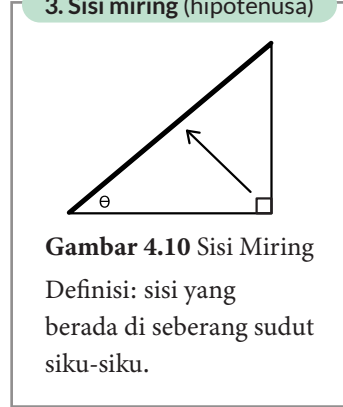 3. Sisi miring (hipotenusa)
θ
Gambar 4.10 Sisi Miring
Definisi: sisi yang
berada di seberang sudut
siku-siku.